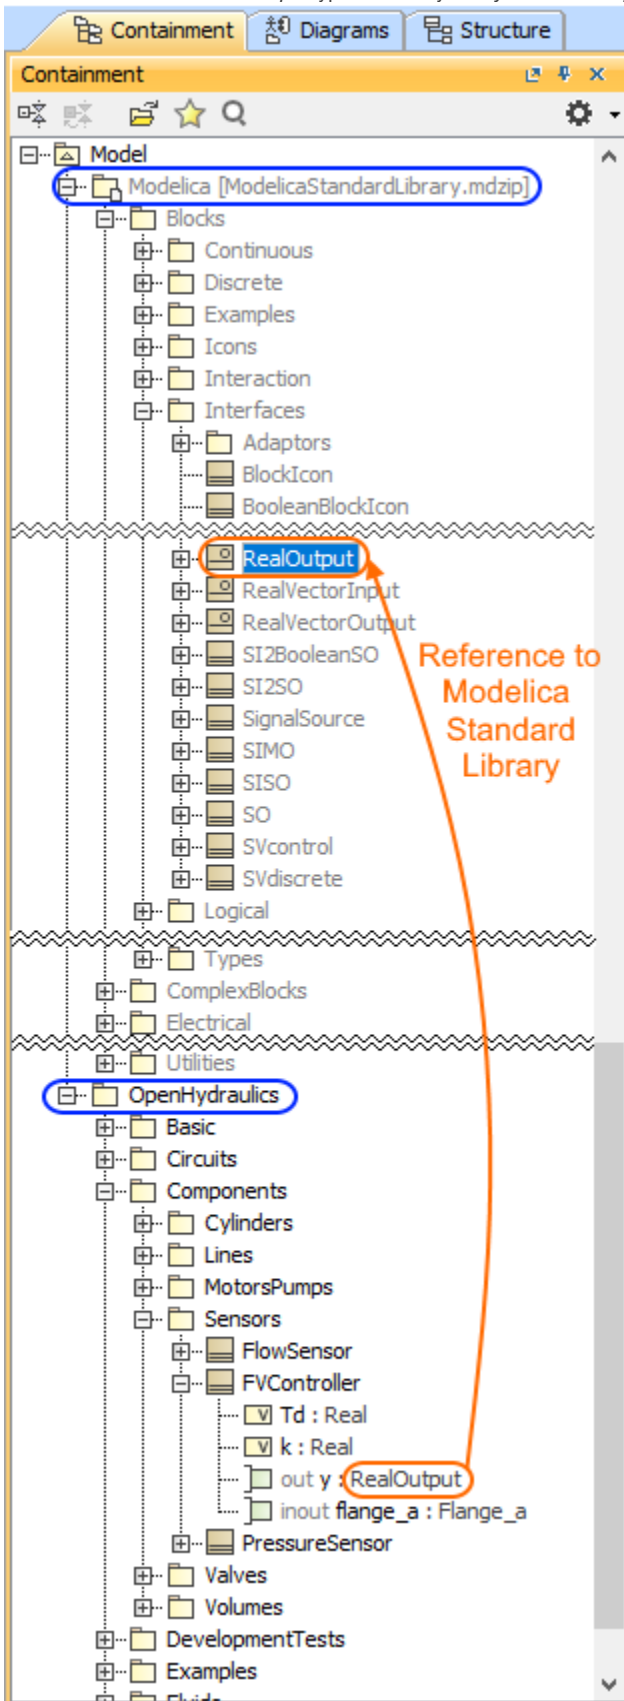 Containment Diagrams Structure
Containment
Model
Modelica [ModelicaStandardLibrary.mdzip]
Blocks
Continuous
Discrete
Examples
Icons
Interaction
Interfaces
Adaptors
BlockIcon
BooleanBlockIcon
RealOutput
RealVectorInput
RealVectorOutput
SI2BooleanSO
SI2SO
SignalSource
SIMO
SISO
SO
SVcontrol
SVdiscrete
Logical
Reference to
Modelica
Standard
Library
Types
ComplexBlocks
Electrical
Utilities
OpenHydraulics
Basic
Circuits
Components
Cylinders
Lines
MotorsPumps
Sensors
FlowSensor
FVController
V Td : Real
V k : Real
out y : RealOutput
inout flange_a : Flange_a
PressureSensor
Valves
Volumes
DevelopmentTests
Examples